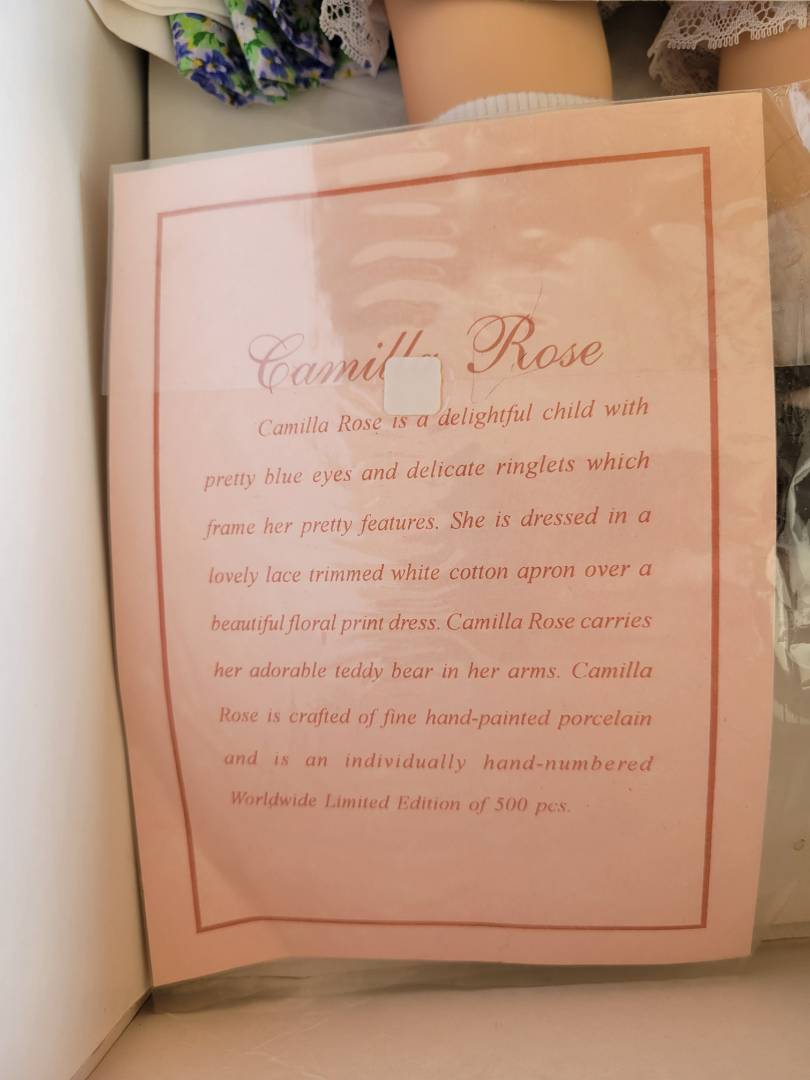 Camilla Rose
Camilla Rose is a delightful child with
pretty blue eyes and delicate ringlets which
frame her pretty features. She is dressed in a
lovely lace trimmed white cotton apron over a
beautiful floral print dress. Camilla Rose carries
her adorable teddy bear in her arms. Camilla
Rose is crafted of fine hand-painted porcelain
and is an individually hand-numbered
Worldwide Limited Edition of 500 pcs.